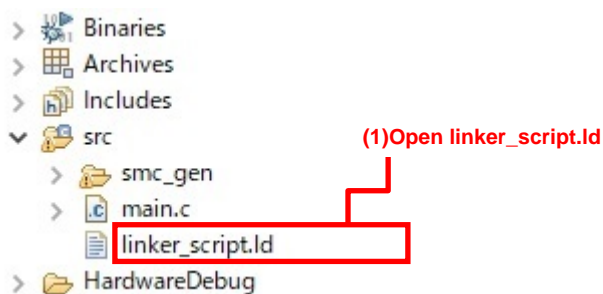 Binaries
Archives
Includes
src
(1)Open linker_script.ld
smc_gen
main.c
linker_script.ld
HardwareDebug